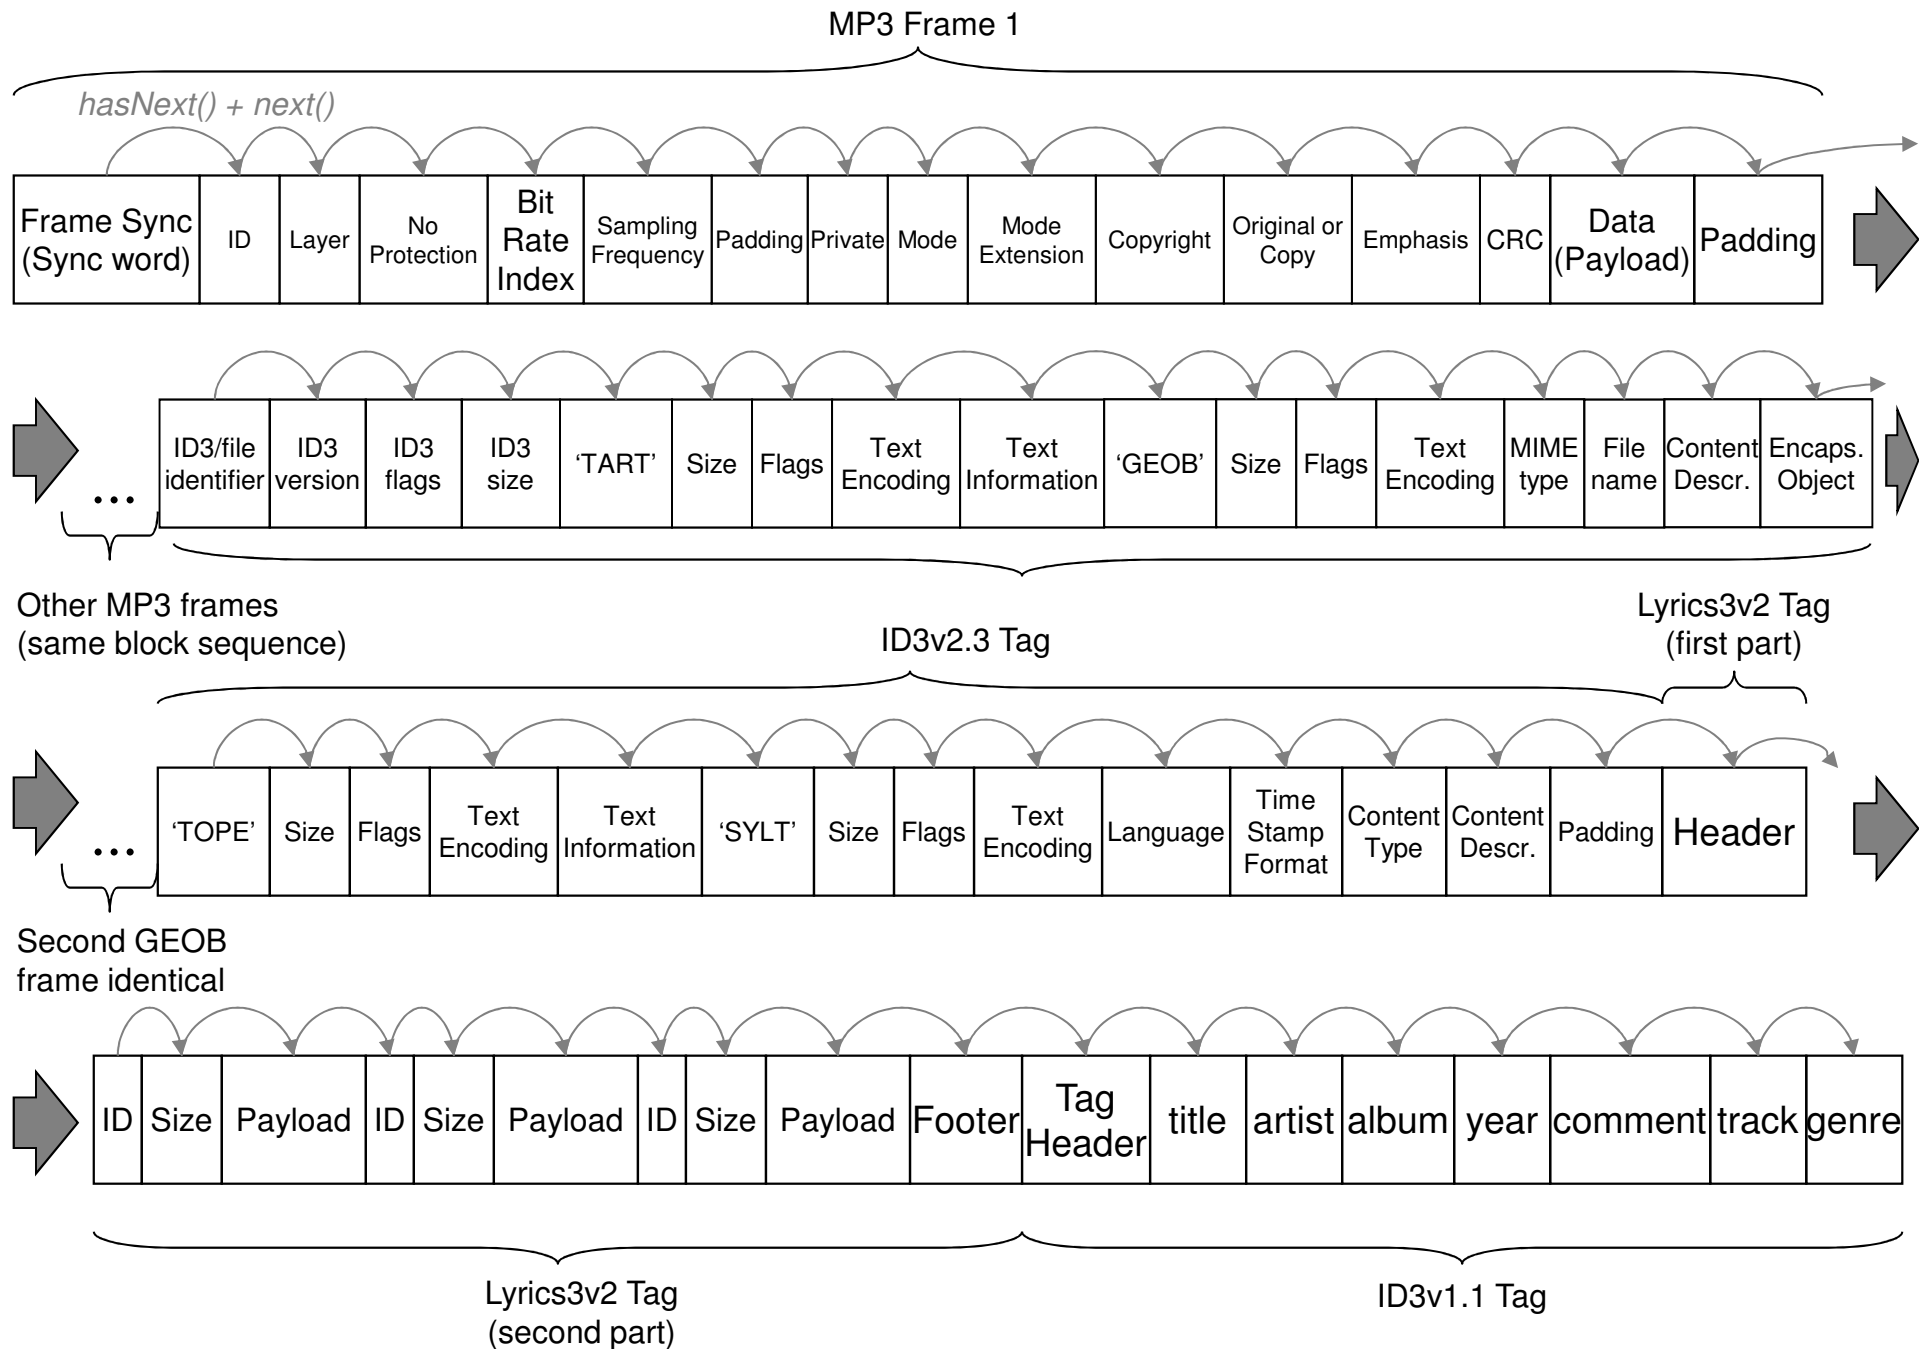 MP3 Frame 1
hasNext() + next()
Frame Sync
(Sync word)
ID
Layer
No
Protection
Bit
Rate
Index
Sampling
Frequency
Padding
Private
Mode
Mode
Extension
Copyright
Original or
Copy
Emphasis
CRC
Data
(Payload)
Padding
...
ID3/file
identifier
ID3
version
ID3
flags
ID3
size
‘TART’
Size
Flags
Text
Encoding
Text
Information
‘GEOB’
Size
Flags
Text
Encoding
MIME
type
File
name
Content
Descr.
Encaps.
Object
Other MP3 frames
(same block sequence)
ID3v2.3 Tag
Lyrics3v2 Tag
(first part)
...
‘TOPE’
Size
Flags
Text
Encoding
Text
Information
‘SYLT’
Size
Flags
Text
Encoding
Language
Time
Stamp
Format
Content
Type
Content
Descr.
Padding
Header
Second GEOB
frame identical
ID
Size
Payload
ID
Size
Payload
ID
Size
Payload
Footer
Tag
Header
title
artist
album
year
comment
track
genre
Lyrics3v2 Tag
(second part)
ID3v1.1 Tag